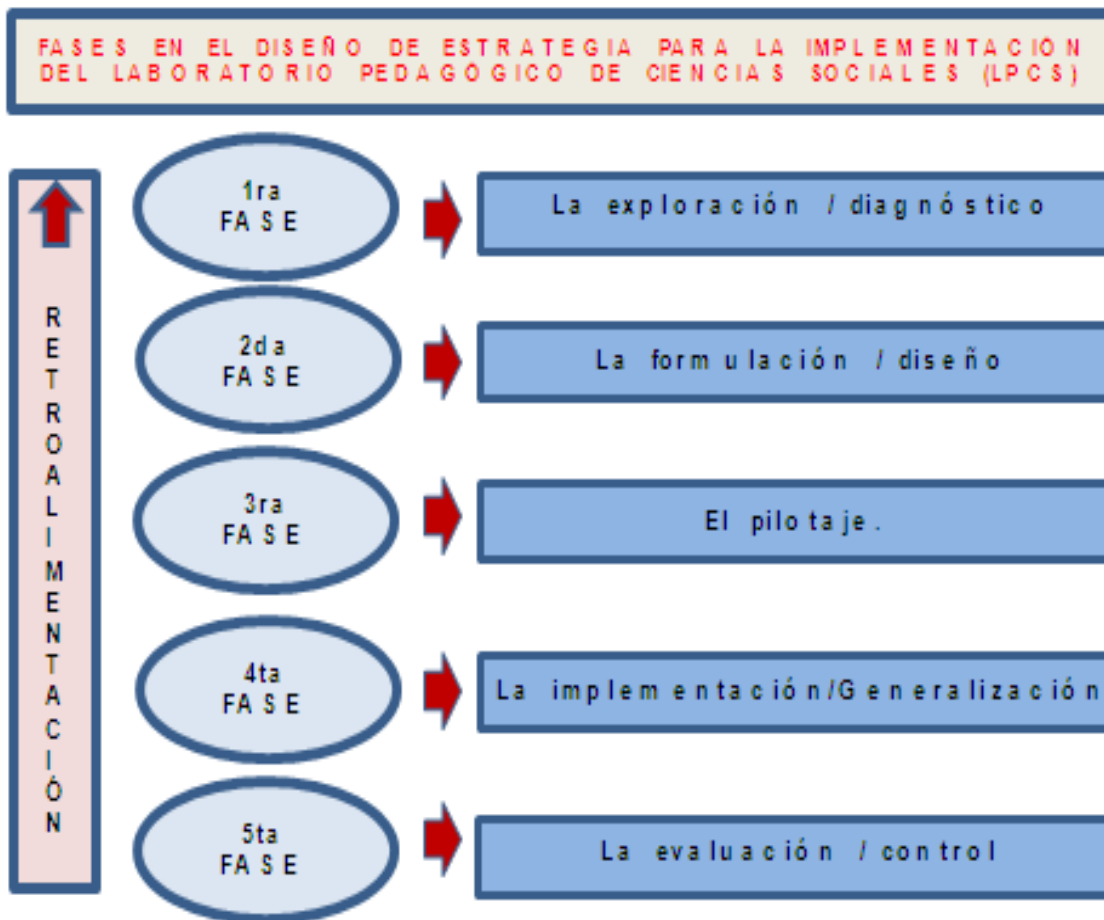 FASES EN EL DISEÑO DE ESTRATEGIA PARA LA IMPLEMENTACIÓN
DEL LABORATORIO PEDAGÓGICO DE CIENCIAS SOCIALES (LPCS)
RETROALIMENTACIÓN
1ra
FASE
La exploración / diagnóstico
2da
FASE
La formulación / diseño
3ra
FASE
El pilotaje.
4ta
FASE
La implementación/Generalización
5ta
FASE
La evaluación / control